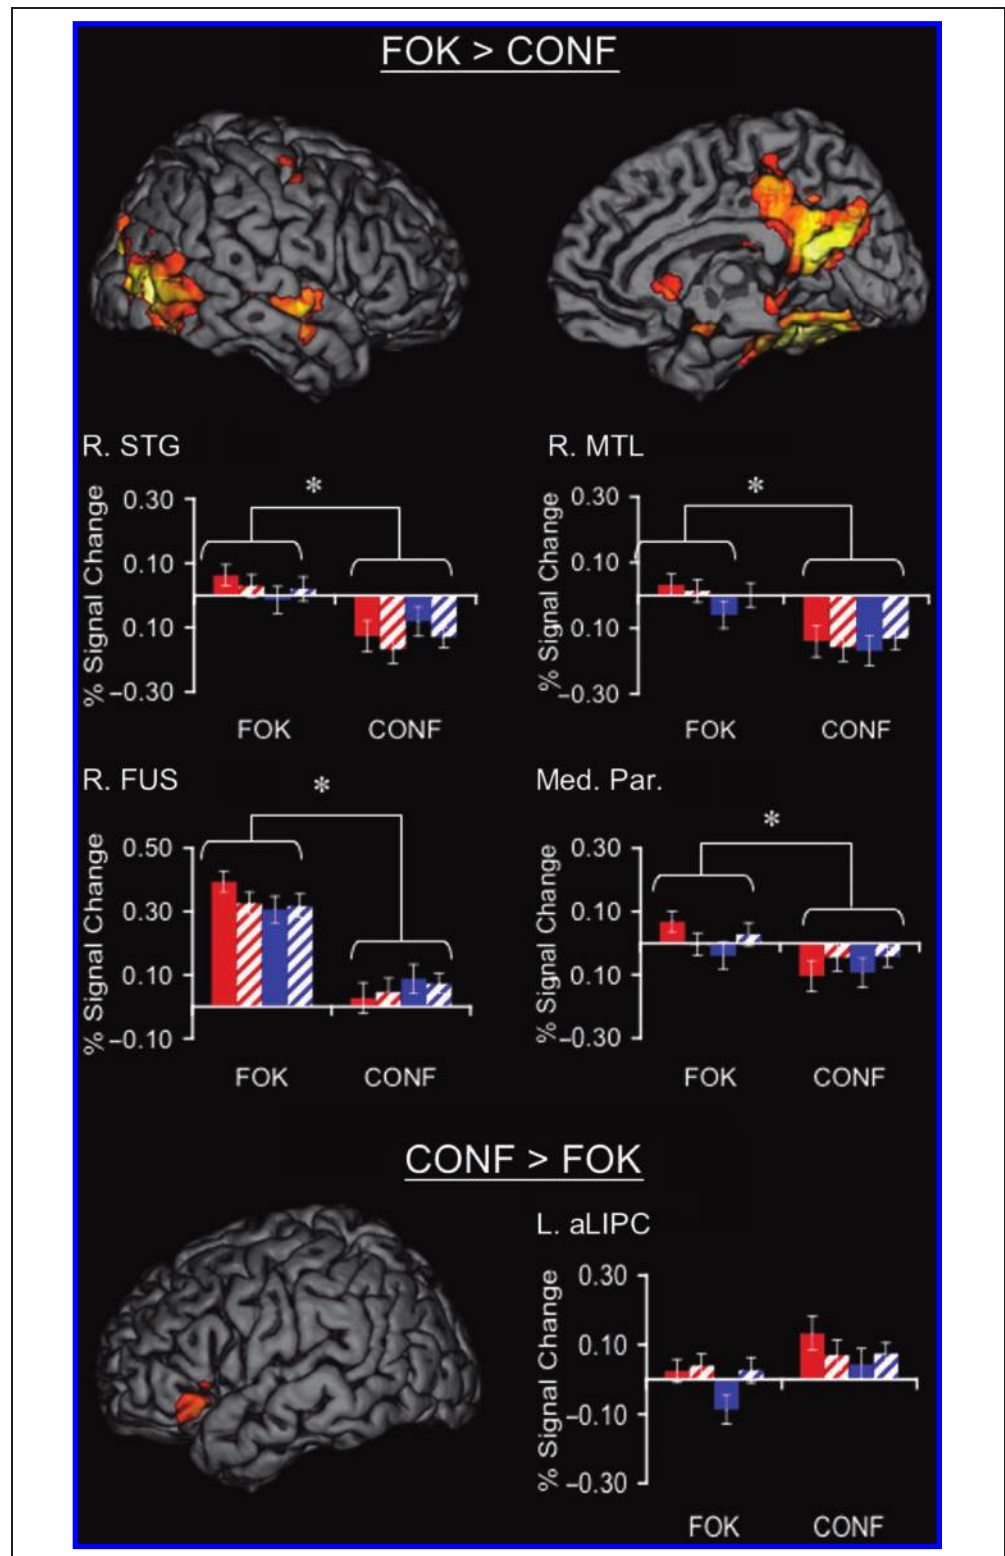 FOK > CONF
R. STG
% Signal Change
0.30
0.10
0.10
−0.30
FOK CONF
*
R. MTL
% Signal Change
0.30
0.10
0.10
−0.30
FOK CONF
*
R. FUS
% Signal Change
0.50
0.30
0.10
−0.10
FOK CONF
*
Med. Par.
% Signal Change
0.30
0.10
0.10
−0.30
FOK CONF
*
CONF > FOK
L. aLIPC
% Signal Change
0.30
0.10
−0.10
−0.30
FOK CONF